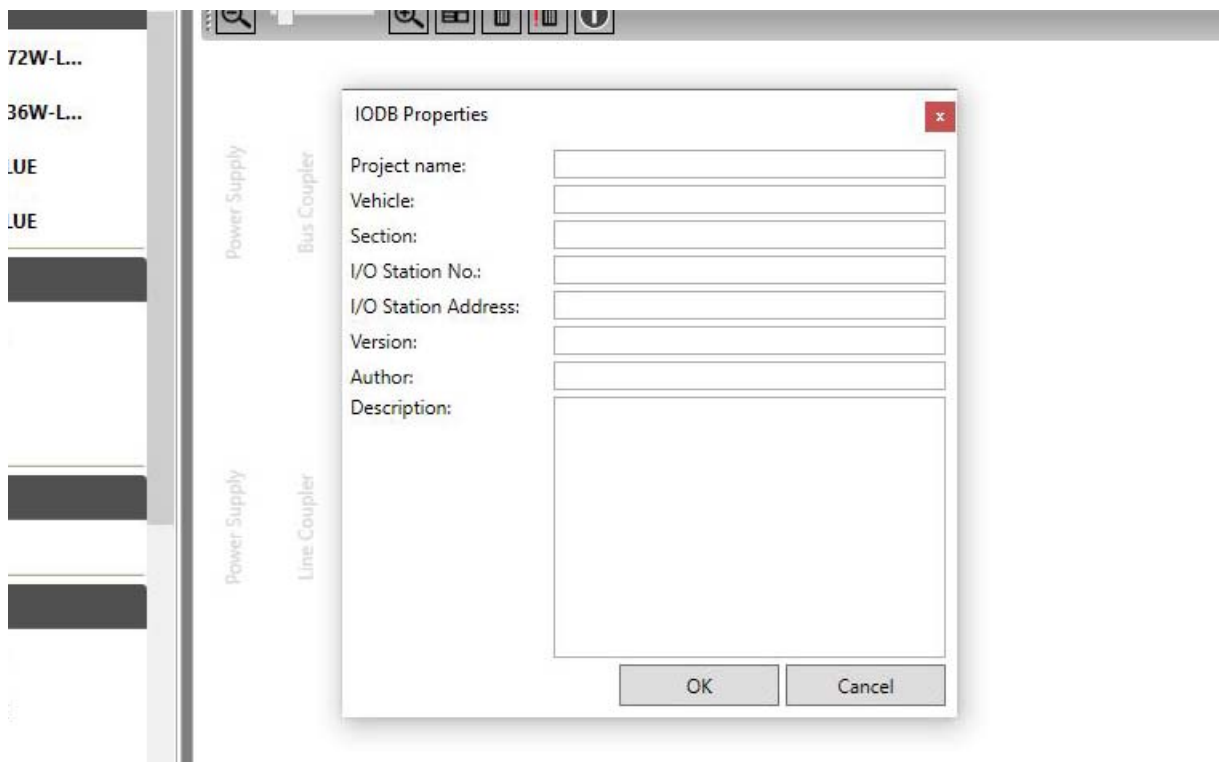 72W-L...
36W-L...
LUE
LUE
Power Supply
Bus Coupler
Power Supply
Line Coupler
IODB Properties
x
Project name:
Vehicle:
Section:
I/O Station No.:
I/O Station Address:
Version:
Author:
Description:
OK
Cancel